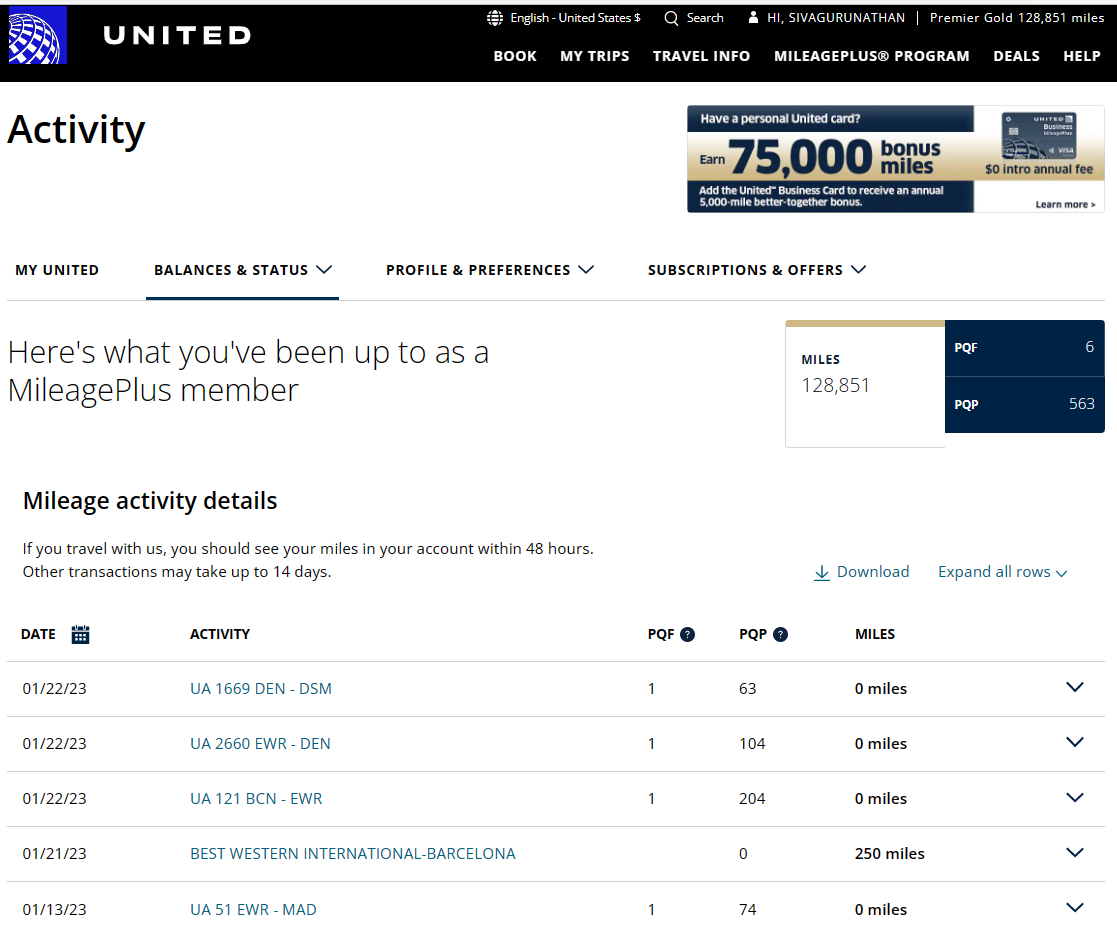 English - United States $ Search HI, SIVAGURUNATHAN Premier Gold 128,851 miles
UNITED
BOOK MY TRIPS TRAVEL INFO MILEAGEPLUS® PROGRAM DEALS HELP
Activity
Have a personal United card?
Earn 75,000 bonus miles
Add the United℠ Business Card to receive an annual
5,000-mile better-together bonus.
UNITED
Business
MileagePlus
VISA
$0 intro annual fee
Learn more >
MY UNITED BALANCES & STATUS PROFILE & PREFERENCES SUBSCRIPTIONS & OFFERS
Here's what you've been up to as a
MileagePlus member
MILES
128,851
PQF 6
PQP 563
Mileage activity details
If you travel with us, you should see your miles in your account within 48 hours.
Other transactions may take up to 14 days.
Download Expand all rows
DATE ACTIVITY PQF ? PQP ? MILES
01/22/23 UA 1669 DEN - DSM 1 63 0 miles
01/22/23 UA 2660 EWR - DEN 1 104 0 miles
01/22/23 UA 121 BCN - EWR 1 204 0 miles
01/21/23 BEST WESTERN INTERNATIONAL-BARCELONA 0 250 miles
01/13/23 UA 51 EWR - MAD 1 74 0 miles